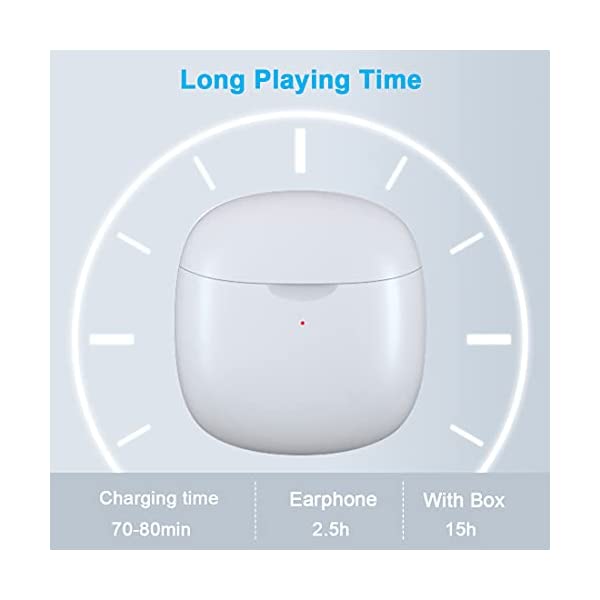 Long Playing Time
Charging time
Earphone
With Box
70-80min
2.5h
15h